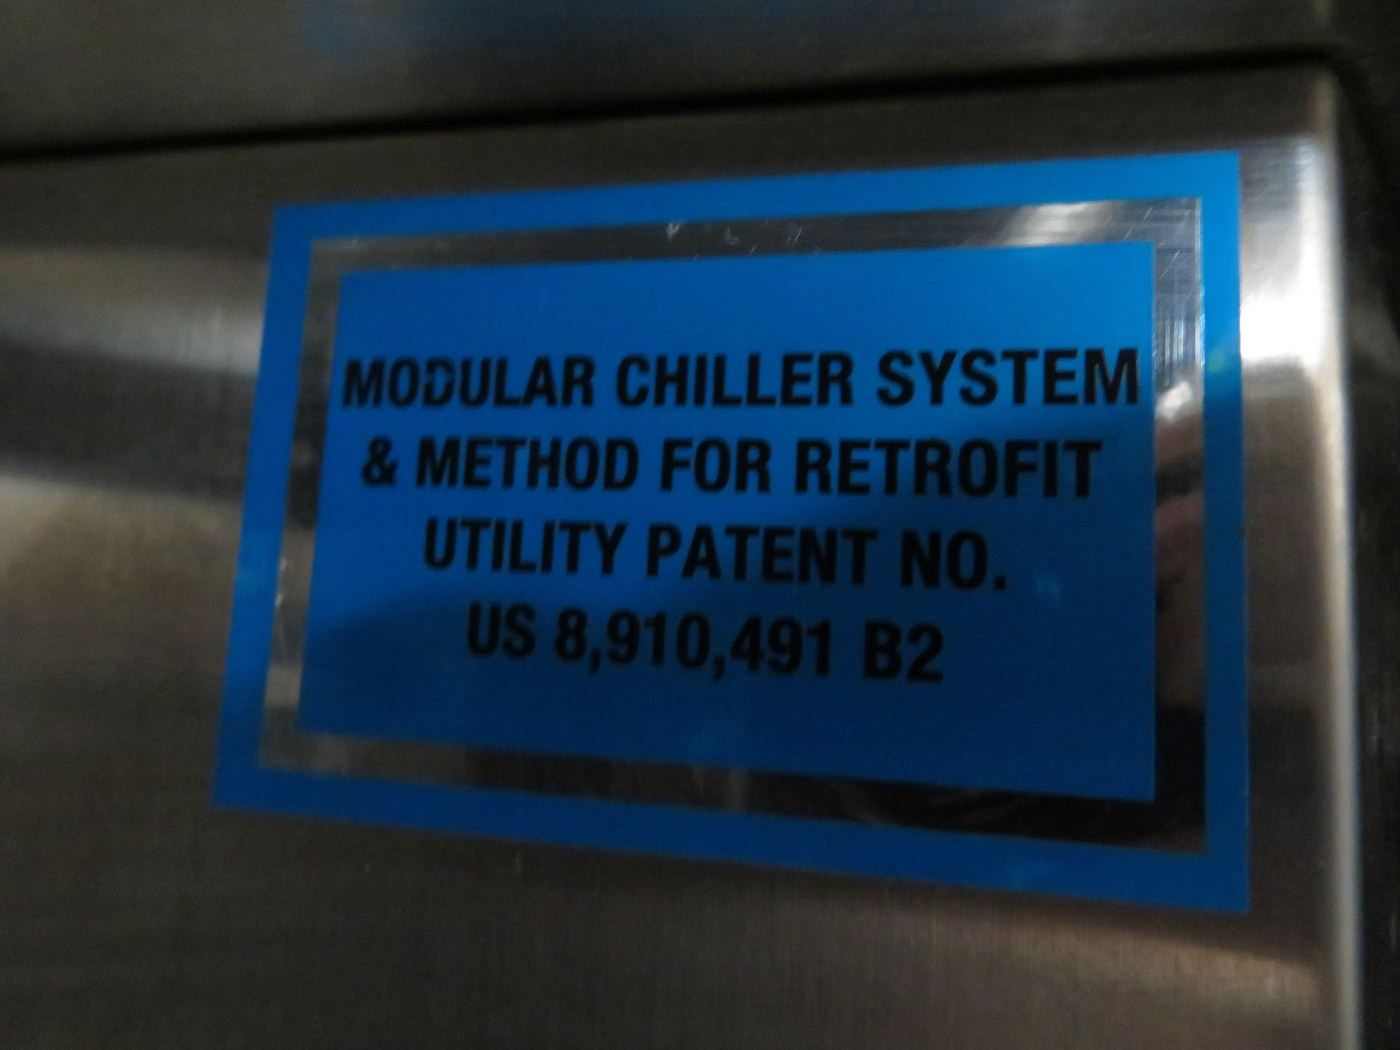 MODULAR CHILLER SYSTEM
& METHOD FOR RETROFIT
UTILITY PATENT NO.
US 8,910,491 B2